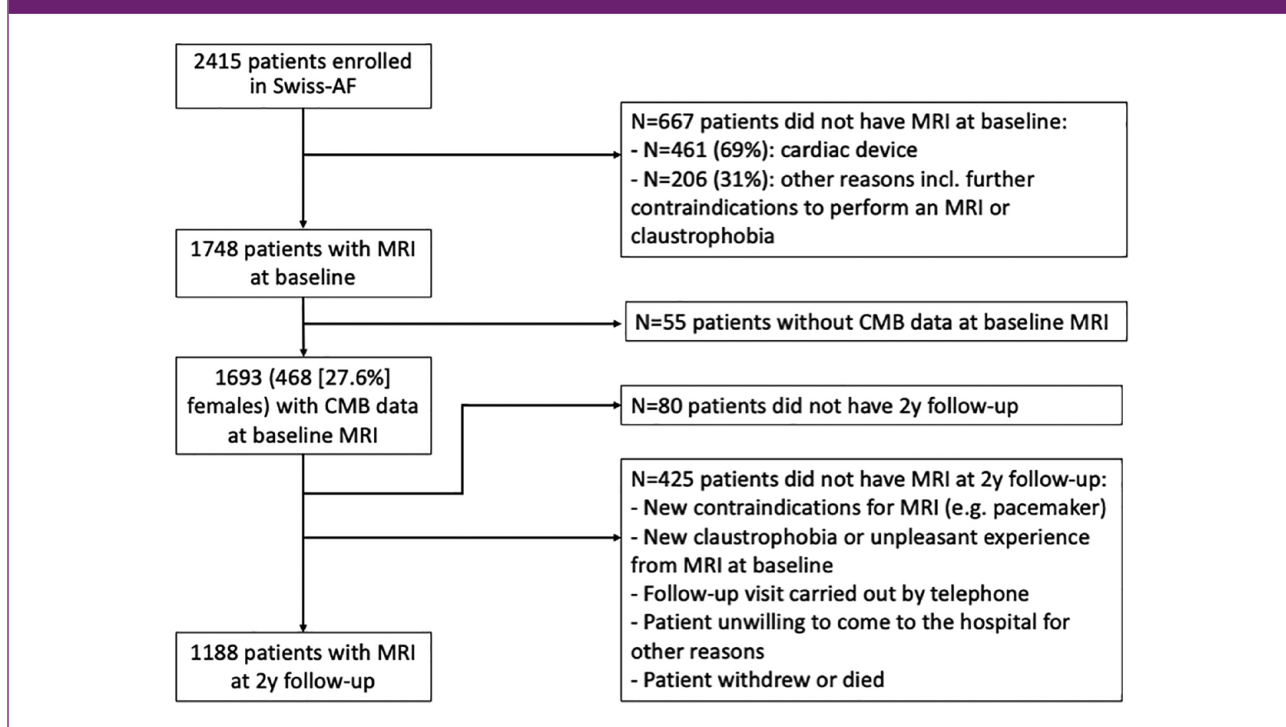 2415 patients enrolled
in Swiss-AF
N=667 patients did not have MRI at baseline:
- N=461 (69%): cardiac device
- N=206 (31%): other reasons incl. further
contraindications to perform an MRI or
claustrophobia
1748 patients with MRI
at baseline
N=55 patients without CMB data at baseline MRI
1693 (468 [27.6%]
females) with CMB data
at baseline MRI
N=80 patients did not have 2y follow-up
N=425 patients did not have MRI at 2y follow-up:
- New contraindications for MRI (e.g. pacemaker)
- New claustrophobia or unpleasant experience
from MRI at baseline
- Follow-up visit carried out by telephone
- Patient unwilling to come to the hospital for
other reasons
- Patient withdrew or died
1188 patients with MRI
at 2y follow-up